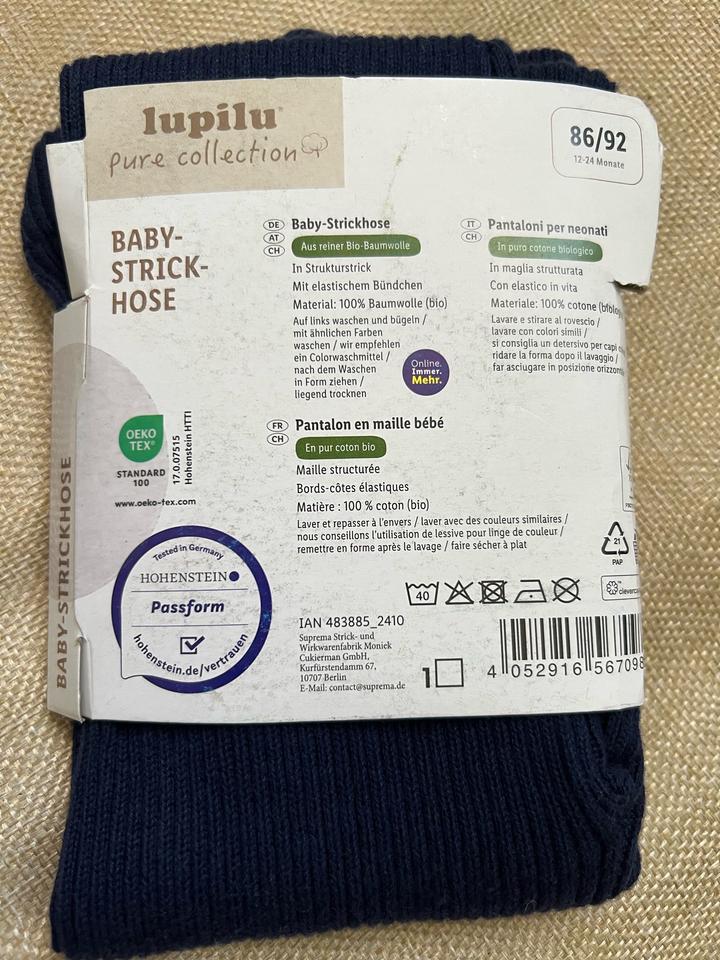 lupilu®
pure collection
86/92
12-24 Monate
BABY-
STRICK-
HOSE
DE
AT
CH
Baby-Strickhose
Aus reiner Bio-Baumwolle
In Strukturstrick
Mit elastischem Bündchen
Material: 100% Baumwolle (bio)
Auf links waschen und bügeln /
mit ähnlichen Farben
waschen / wir empfehlen
ein Colorwaschmittel /
nach dem Waschen
in Form ziehen /
liegend trocknen
Online.
Immer.
Mehr.
IT
CH
Pantaloni per neonati
In puro cotone biologico
In maglia strutturata
Con elastico in vita
Materiale: 100% cotone
Lavare e stirare al rovescio /
lavare con colori simili /
si consiglia un detersivo per capi
ridare la forma dopo il lavaggio /
far asciugare in posizione
FR
CH
Pantalon en maille bébé
En pur coton bio
Maille structurée
Bords-côtes élastiques
Matière : 100 % coton (bio)
Laver et repasser à l'envers / laver avec des couleurs similaires /
nous conseillons l'utilisation de lessive pour linge de couleur /
remettre en forme après le lavage / faire sécher à plat
OEKO
TEX®
STANDARD
100
17.0.07515
Hohenstein HTTI
www.oeko-tex.com
BABY-STRICKHOSE
Tested in Germany
HOHENSTEIN
Passform
hohenstein.de/vertrauen
40
21
PAP
IAN 483885_2410
Suprema Strick- und
Wirkwarenfabrik Moniek
Cukierman GmbH,
Kurfürstendamm 67,
10707 Berlin
E-Mail: contact@suprema.de
1
4 052916 567098